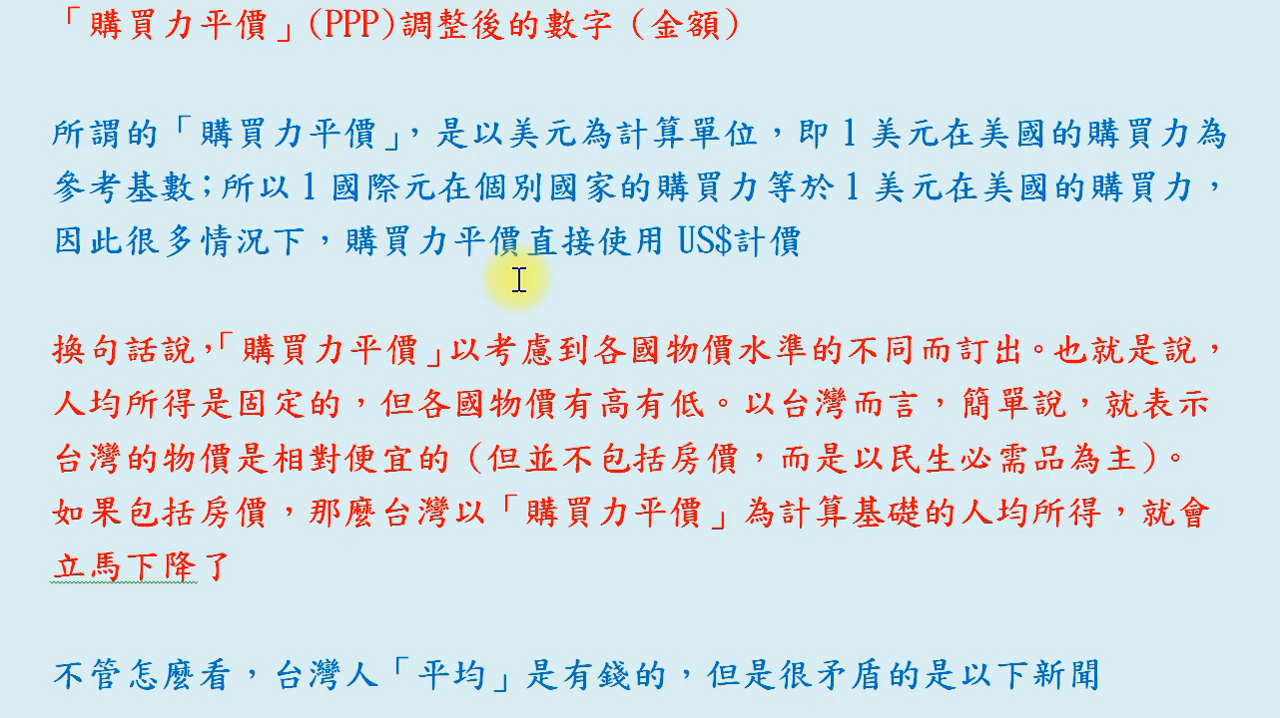 「購買力平價」(PPP)調整後的數字（金額）
所謂的「購買力平價」，是以美元為計算單位，即 1 美元在美國的購買力為
參考基數；所以 1 國際元在個別國家的購買力等於 1 美元在美國的購買力，
因此很多情況下，購買力平價直接使用 US$計價
換句話說，「購買力平價」以考慮到各國物價水準的不同而訂出。也就是說，
人均所得是固定的，但各國物價有高有低。以台灣而言，簡單說，就表示
台灣的物價是相對便宜的（但並不包括房價，而是以民生必需品為主）。
如果包括房價，那麼台灣以「購買力平價」為計算基礎的人均所得，就會
立馬下降了
不管怎麼看，台灣人「平均」是有錢的，但是很矛盾的是以下新聞